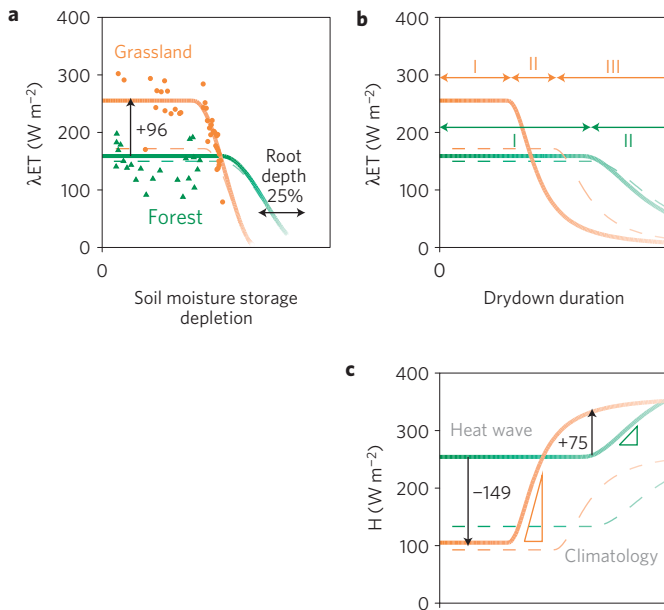 a
400
300
200
100
0
λET (W m⁻²)
Grassland
+96
Forest
Root
depth
25%
0
Soil moisture storage
depletion
b
400
300
200
100
0
λET (W m⁻²)
I
II
III
I
II
0
Drydown duration
c
400
300
200
100
0
H (W m⁻²)
Heat wave
+75
−149
Climatology